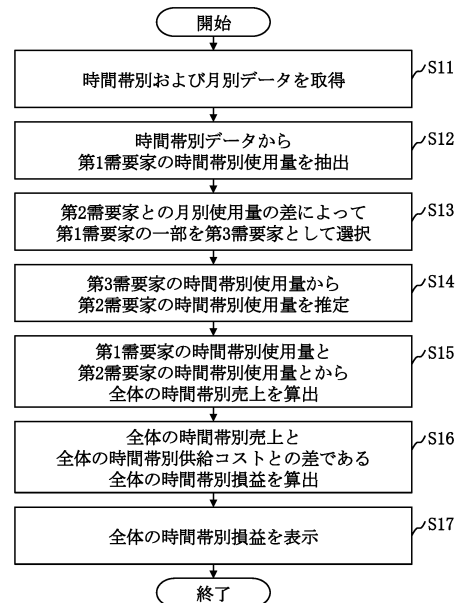 開始
時間帯別および月別データを取得
S11
時間帯別データから
第1需要家の時間帯別使用量を抽出
S12
第2需要家との月別使用量の差によって
第1需要家の一部を第3需要家として選択
S13
第3需要家の時間帯別使用量から
第2需要家の時間帯別使用量を推定
S14
第1需要家の時間帯別使用量と
第2需要家の時間帯別使用量とから
全体の時間帯別売上を算出
S15
全体の時間帯別売上と
全体の時間帯別供給コストとの差である
全体の時間帯別損益を算出
S16
全体の時間帯別損益を表示
S17
終了